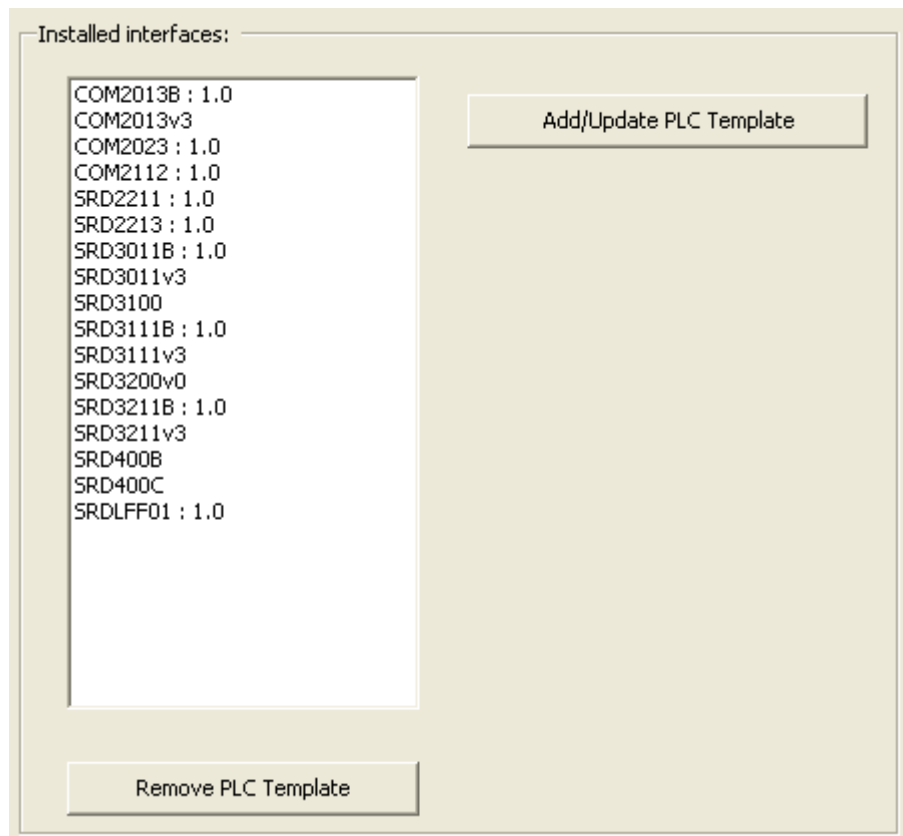 Installed interfaces:
COM2013B : 1.0
COM2013v3
COM2023 : 1.0
COM2112 : 1.0
SRD2211 : 1.0
SRD2213 : 1.0
SRD3011B : 1.0
SRD3011v3
SRD3100
SRD3111B : 1.0
SRD3111v3
SRD3200v0
SRD3211B : 1.0
SRD3211v3
SRD400B
SRD400C
SRDLFF01 : 1.0
Add/Update PLC Template
Remove PLC Template